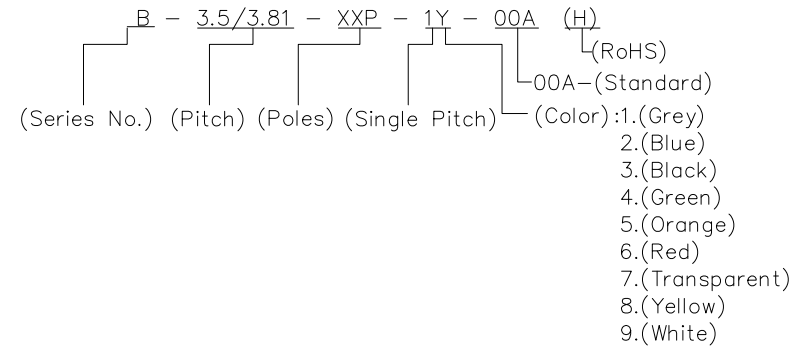 B - 3.5/3.81 - XXP - 1Y - 00A (H)
(RoHS)
00A-(Standard)
(Series No.) (Pitch) (Poles) (Single Pitch) (Color):1.(Grey)
2.(Blue)
3.(Black)
4.(Green)
5.(Orange)
6.(Red)
7.(Transparent)
8.(Yellow)
9.(White)